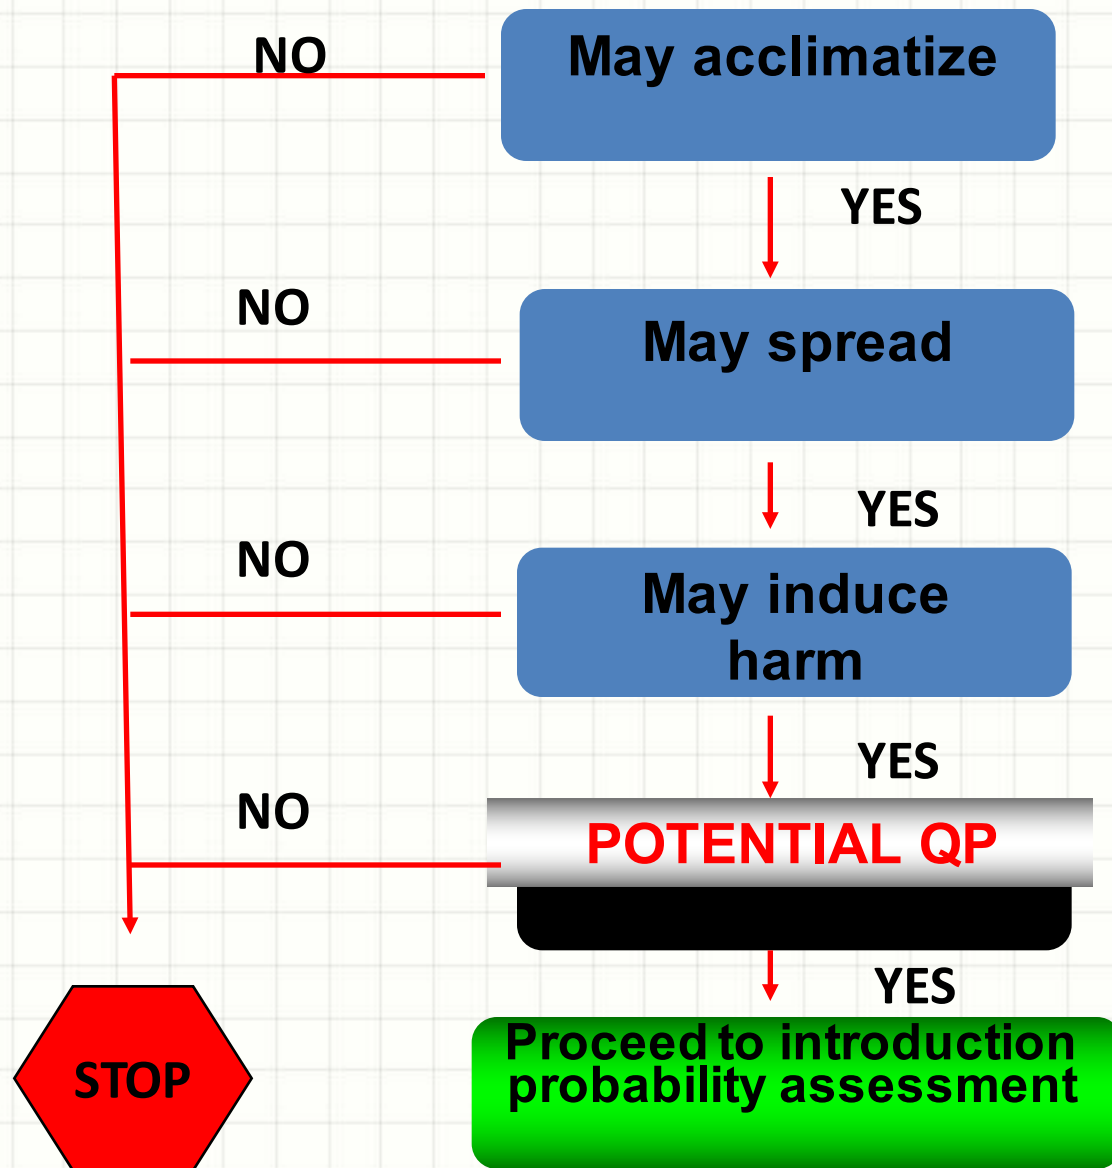 NO
May acclimatize
YES
NO
May spread
YES
NO
May induce
harm
YES
NO
POTENTIAL QP
YES
Proceed to introduction
probability assessment
STOP